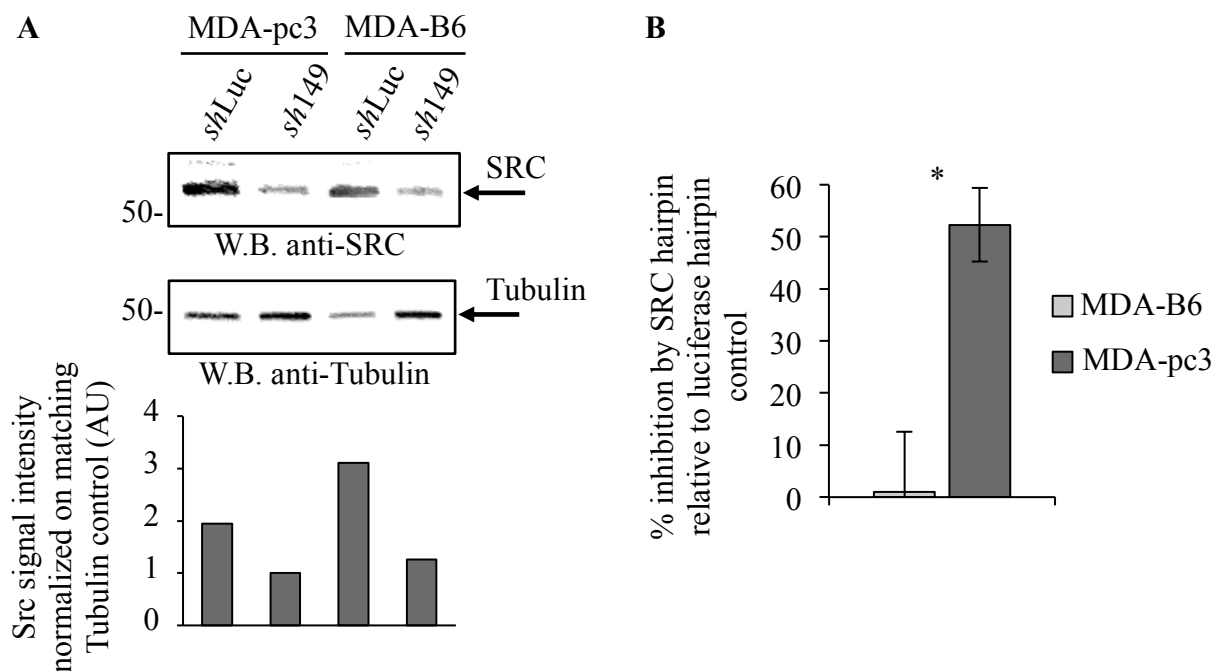 A
MDA-pc3 MDA-B6
shLuc
sh149
shLuc
sh149
SRC
50-
W.B. anti-SRC
Tubulin
50-
W.B. anti-Tubulin
Src signal intensity
normalized on matching
Tubulin control (AU)
4
3
2
1
0
B
*
% inhibition by SRC hairpin
relative to luciferase hairpin
control
60
50
40
30
20
10
0
MDA-B6
MDA-pc3